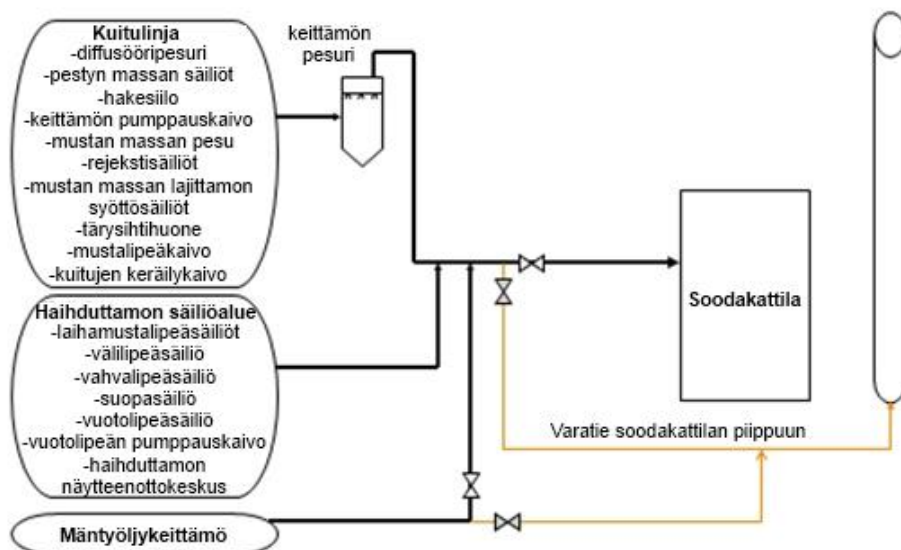 Kuitulinja
-diffusööripesuri
-pestyn massan säiliöt
-hakesiilo
-keittämön pumppauskaivo
-mustan massan pesu
-rejektisäiliöt
-mustan massan lajittamon
syöttösäiliöt
-tärysihtihuone
-mustalipeäkaivo
-kuitujen keräilykaivo
keittämön
pesuri
Haihduttamon säiliöalue
-laihamustalipeäsäiliöt
-välilipeäsäiliö
-vahvalipeäsäiliö
-suopasäiliö
-vuotolipeäsäiliö
-vuotolipeän pumppauskaivo
-haihduttamon
näytteenottokeskus
Mäntyöljykeittämö
Soodakattila
Varatie soodakattilan piippuun